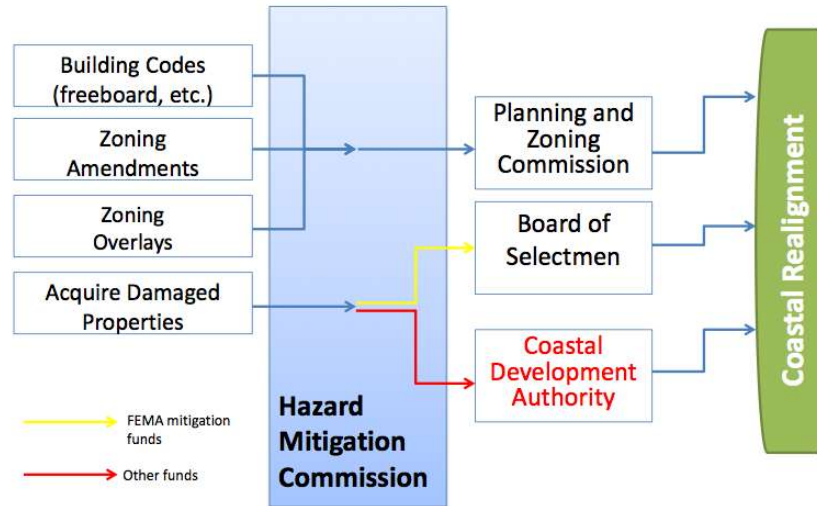 Building Codes
(freeboard, etc.)
Zoning
Amendments
Zoning
Overlays
Acquire Damaged
Properties
FEMA mitigation
funds
Other funds
Hazard
Mitigation
Commission
Planning and
Zoning
Commission
Board of
Selectmen
Coastal
Development
Authority
Coastal Realignment